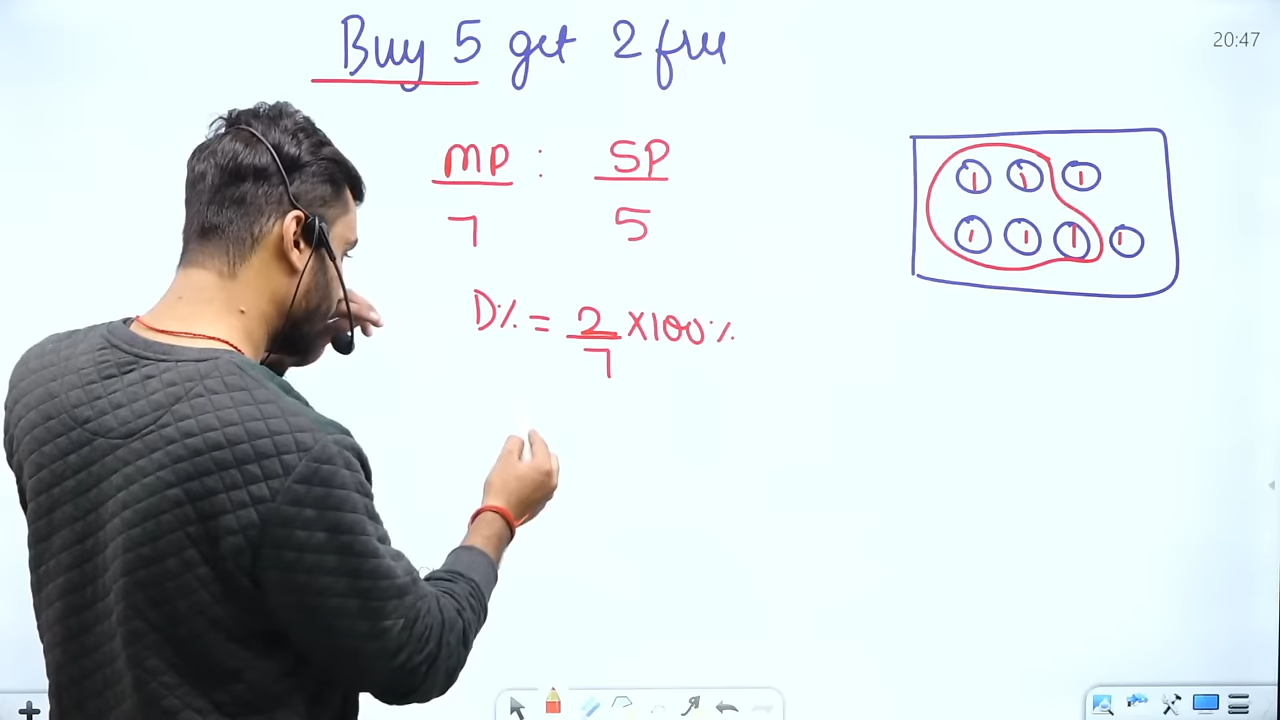 Buy 5 get 2 free
20:47
MP : SP
7 5
1 1 1
1 1 1 1
D% = 2/7 ×100%